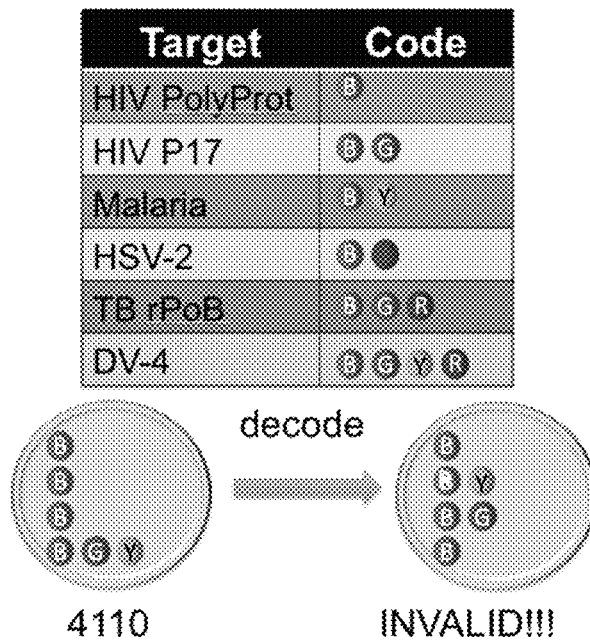 Target Code
HIV PolyProt B
HIV P17 B G
Malaria B Y
HSV-2 B
TB rPoB B G R
DV-4 B G Y R
decode
B B
B Y
B B G
B G Y B
4110 INVALID!!!